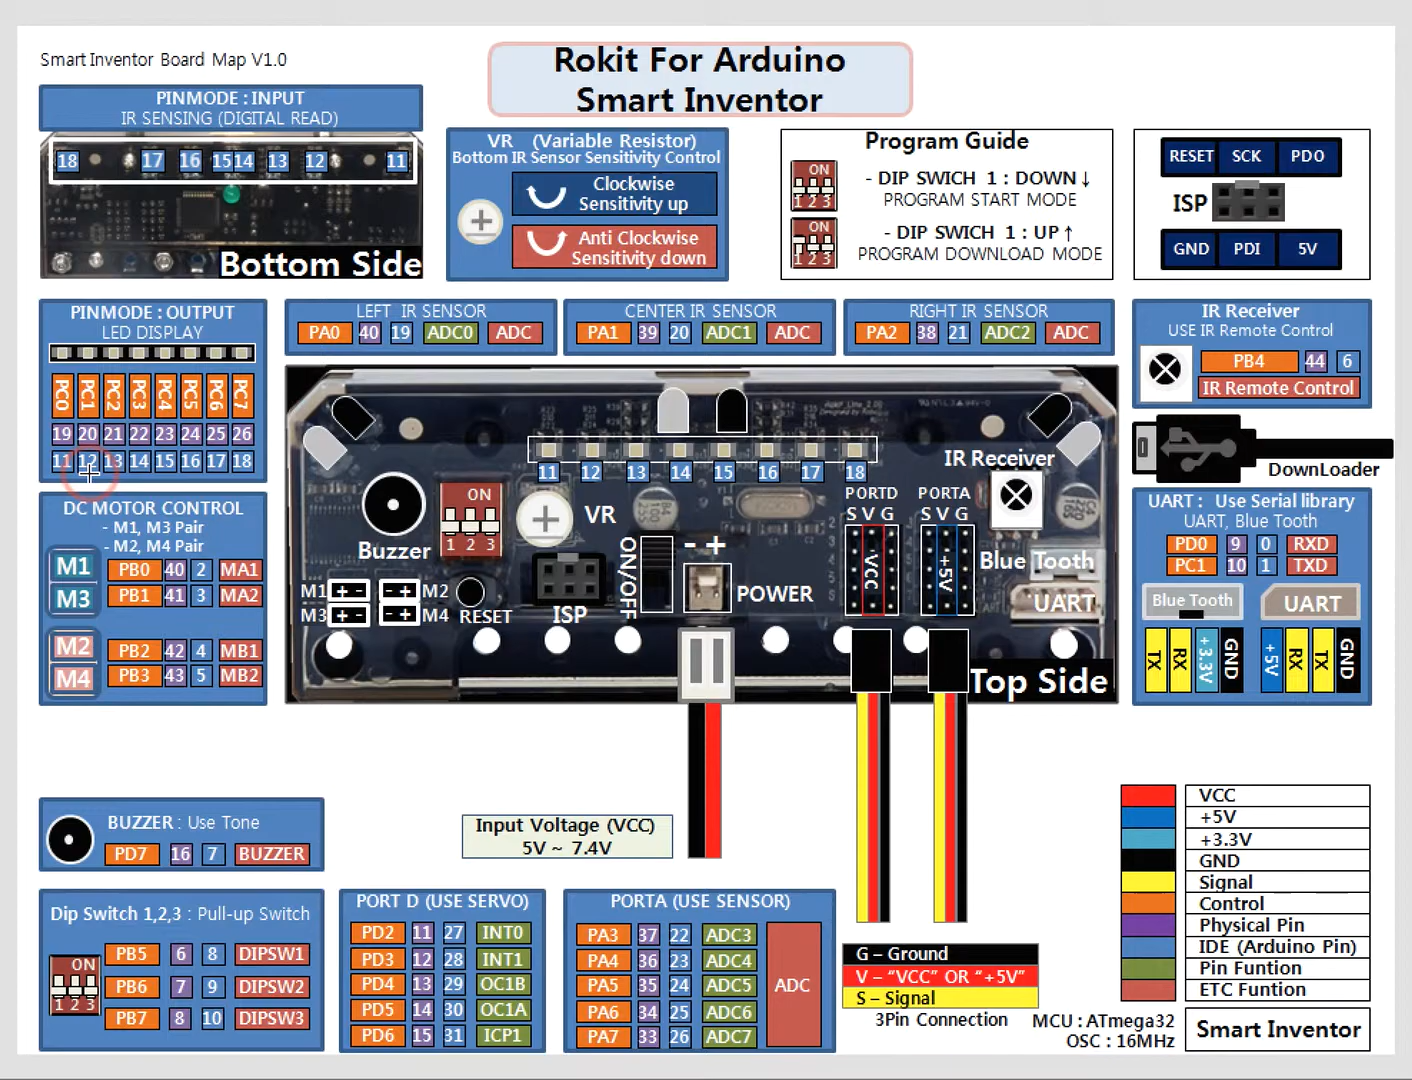 Smart Inventor Board Map V1.0
Rokit For Arduino
Smart Inventor
PINMODE : INPUT
IR SENSING (DIGITAL READ)
18 17 16 15 14 13 12 11
Bottom Side
VR (Variable Resistor)
Bottom IR Sensor Sensitivity Control
Clockwise
Sensitivity up
Anti Clockwise
Sensitivity down
Program Guide
ON
1 2 3
- DIP SWICH 1 : DOWN ↓
PROGRAM START MODE
ON
1 2 3
- DIP SWICH 1 : UP ↑
PROGRAM DOWNLOAD MODE
RESET SCK PDO
ISP
GND PDI 5V
PINMODE : OUTPUT
LED DISPLAY
PC0 PC1 PC2 PC3 PC4 PC5 PC6 PC7
19 20 21 22 23 24 25 26
11 12 13 14 15 16 17 18
LEFT IR SENSOR
PA0 40 19 ADC0 ADC
CENTER IR SENSOR
PA1 39 20 ADC1 ADC
RIGHT IR SENSOR
PA2 38 21 ADC2 ADC
IR Receiver
USE IR Remote Control
PB4 44 6
IR Remote Control
DownLoader
DC MOTOR CONTROL
- M1, M3 Pair
- M2, M4 Pair
M1 PB0 40 2 MA1
M3 PB1 41 3 MA2
M2 PB2 42 4 MB1
M4 PB3 43 5 MB2
11 12 13 14 15 16 17 18
IR Receiver
PORTD PORTA
S V G S V G
VCC
+5V
Buzzer
ON
1 2 3
VR
ON/OFF
- +
POWER
Blue Tooth
UART
M1 + - - + M2
M3 + - - + M4
RESET
ISP
Top Side
UART : Use Serial library
UART, Blue Tooth
PD0 9 0 RXD
PC1 10 1 TXD
Blue Tooth UART
TX RX +3.3V GND +5V RX TX GND
BUZZER : Use Tone
PD7 16 7 BUZZER
Input Voltage (VCC)
5V ~ 7.4V
Dip Switch 1,2,3 : Pull-up Switch
ON
1 2 3
PB5 6 8 DIPSW1
PB6 7 9 DIPSW2
PB7 8 10 DIPSW3
PORT D (USE SERVO)
PD2 11 27 INT0
PD3 12 28 INT1
PD4 13 29 OC1B
PD5 14 30 OC1A
PD6 15 31 ICP1
PORTA (USE SENSOR)
PA3 37 22 ADC3
PA4 36 23 ADC4
PA5 35 24 ADC5
PA6 34 25 ADC6
PA7 33 26 ADC7
ADC
G – Ground
V – “VCC” OR “+5V”
S – Signal
3Pin Connection
VCC
+5V
+3.3V
GND
Signal
Control
Physical Pin
IDE (Arduino Pin)
Pin Funtion
ETC Funtion
MCU : ATmega32
OSC : 16MHz
Smart Inventor